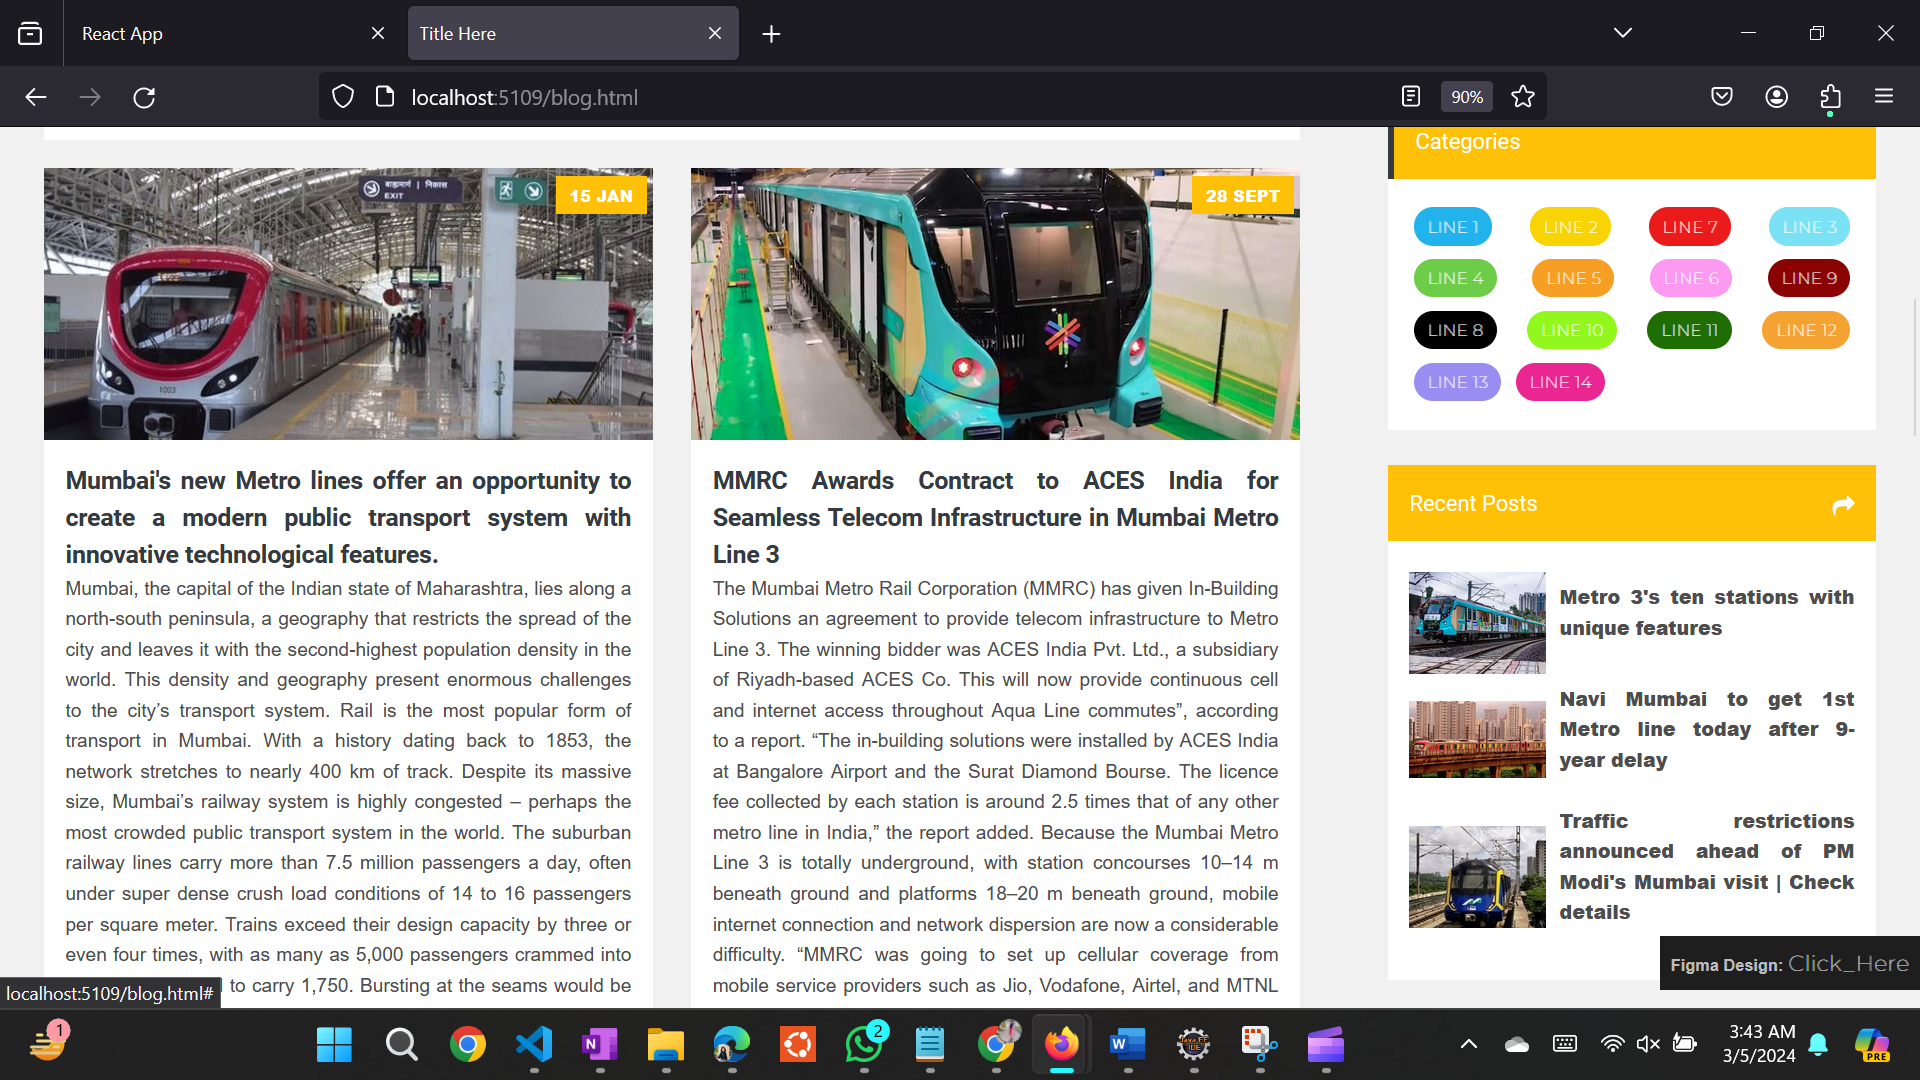 React App
Title Here
localhost:5109/blog.html
90%
Categories
बाह्यमार्ग | निकास
EXIT
15 JAN
28 SEPT
1003
LINE 1 LINE 2 LINE 7 LINE 3
LINE 4 LINE 5 LINE 6 LINE 9
LINE 8 LINE 10 LINE 11 LINE 12
LINE 13 LINE 14
Mumbai's new Metro lines offer an opportunity to
create a modern public transport system with
innovative technological features.
Mumbai, the capital of the Indian state of Maharashtra, lies along a
north-south peninsula, a geography that restricts the spread of the
city and leaves it with the second-highest population density in the
world. This density and geography present enormous challenges
to the city’s transport system. Rail is the most popular form of
transport in Mumbai. With a history dating back to 1853, the
network stretches to nearly 400 km of track. Despite its massive
size, Mumbai’s railway system is highly congested – perhaps the
most crowded public transport system in the world. The suburban
railway lines carry more than 7.5 million passengers a day, often
under super dense crush load conditions of 14 to 16 passengers
per square meter. Trains exceed their design capacity by three or
even four times, with as many as 5,000 passengers crammed into
to carry 1,750. Bursting at the seams would be
MMRC Awards Contract to ACES India for
Seamless Telecom Infrastructure in Mumbai Metro
Line 3
The Mumbai Metro Rail Corporation (MMRC) has given In-Building
Solutions an agreement to provide telecom infrastructure to Metro
Line 3. The winning bidder was ACES India Pvt. Ltd., a subsidiary
of Riyadh-based ACES Co. This will now provide continuous cell
and internet access throughout Aqua Line commutes”, according
to a report. “The in-building solutions were installed by ACES India
at Bangalore Airport and the Surat Diamond Bourse. The licence
fee collected by each station is around 2.5 times that of any other
metro line in India,” the report added. Because the Mumbai Metro
Line 3 is totally underground, with station concourses 10–14 m
beneath ground and platforms 18–20 m beneath ground, mobile
internet connection and network dispersion are now a considerable
difficulty. “MMRC was going to set up cellular coverage from
mobile service providers such as Jio, Vodafone, Airtel, and MTNL
Recent Posts
Metro 3's ten stations with
unique features
Navi Mumbai to get 1st
Metro line today after 9-
year delay
Traffic restrictions
announced ahead of PM
Modi's Mumbai visit | Check
details
Figma Design: Click_Here
localhost:5109/blog.html#
1
N
2
W
Java EE
IDE
3:43 AM
3/5/2024
PRE